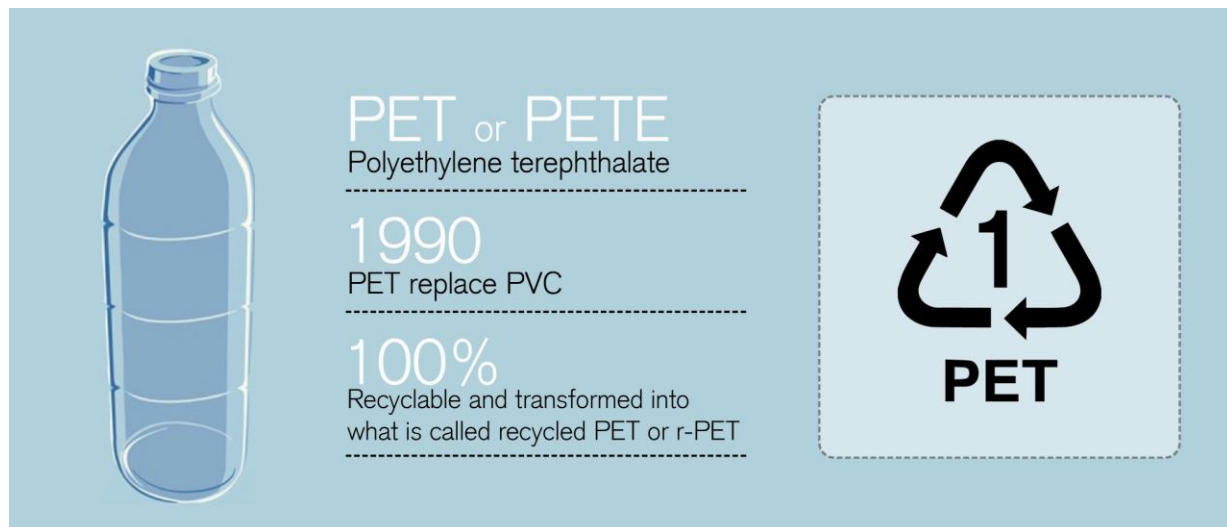 PET or PETE
Polyethylene terephthalate
1990
PET replace PVC
100%
Recyclable and transformed into
what is called recycled PET or r-PET
1
PET